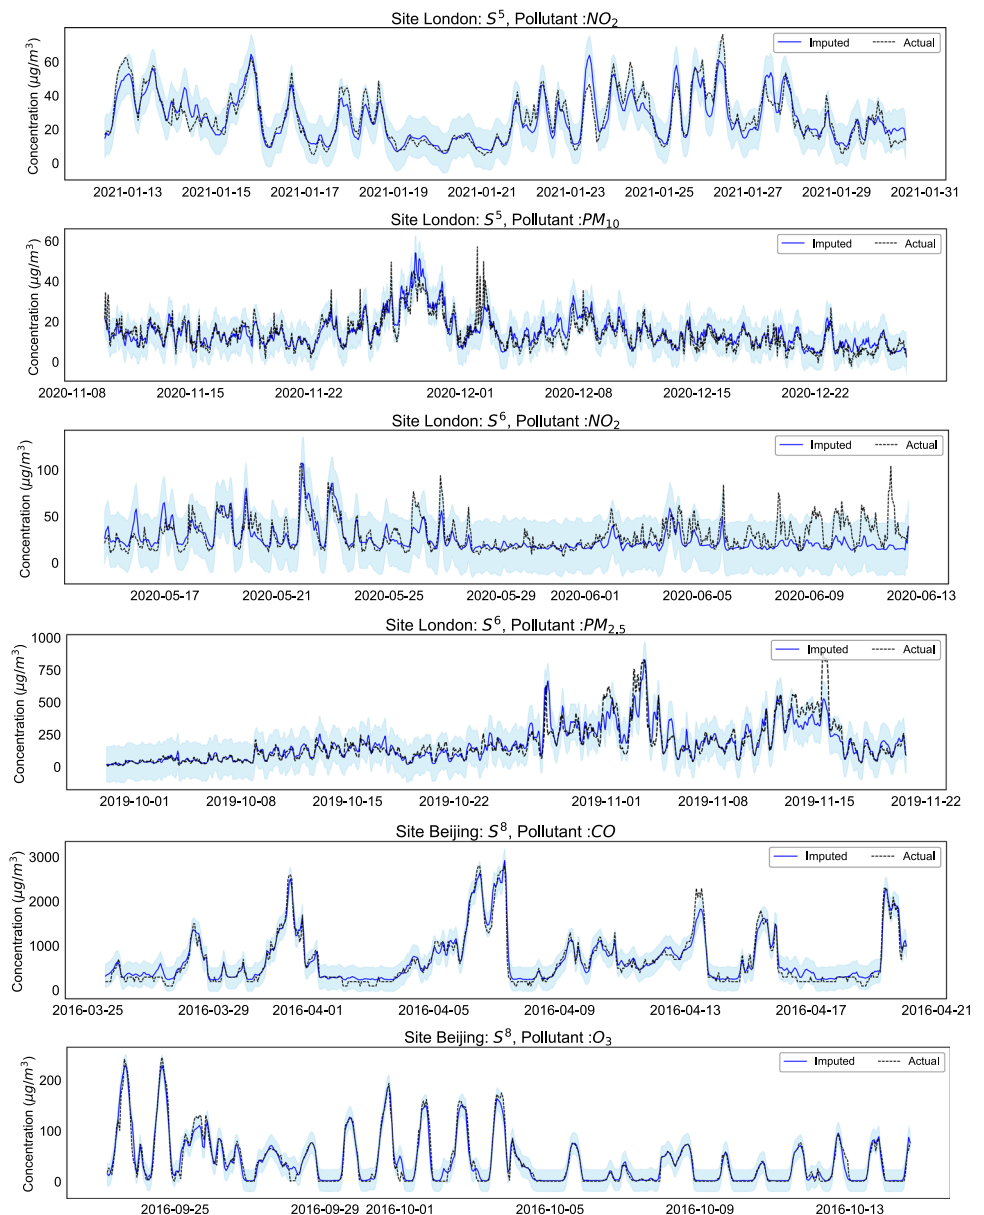 Site London: S⁵, Pollutant :NO₂
Imputed Actual
Concentration (µg/m³)
60
40
20
0
2021-01-13 2021-01-15 2021-01-17 2021-01-19 2021-01-21 2021-01-23 2021-01-25 2021-01-27 2021-01-29 2021-01-31
Site London: S⁵, Pollutant :PM₁₀
Imputed Actual
Concentration (µg/m³)
60
40
20
0
2020-11-08 2020-11-15 2020-11-22 2020-12-01 2020-12-08 2020-12-15 2020-12-22
Site London: S⁶, Pollutant :NO₂
Imputed Actual
Concentration (µg/m³)
100
50
0
2020-05-17 2020-05-21 2020-05-25 2020-05-29 2020-06-01 2020-06-05 2020-06-09 2020-06-13
Site London: S⁶, Pollutant :PM₂.₅
Imputed Actual
Concentration (µg/m³)
1000
750
500
250
0
2019-10-01 2019-10-08 2019-10-15 2019-10-22 2019-11-01 2019-11-08 2019-11-15 2019-11-22
Site Beijing: S⁸, Pollutant :CO
Imputed Actual
Concentration (µg/m³)
3000
2000
1000
0
2016-03-25 2016-03-29 2016-04-01 2016-04-05 2016-04-09 2016-04-13 2016-04-17 2016-04-21
Site Beijing: S⁸, Pollutant :O₃
Imputed Actual
Concentration (µg/m³)
200
100
0
2016-09-25 2016-09-29 2016-10-01 2016-10-05 2016-10-09 2016-10-13